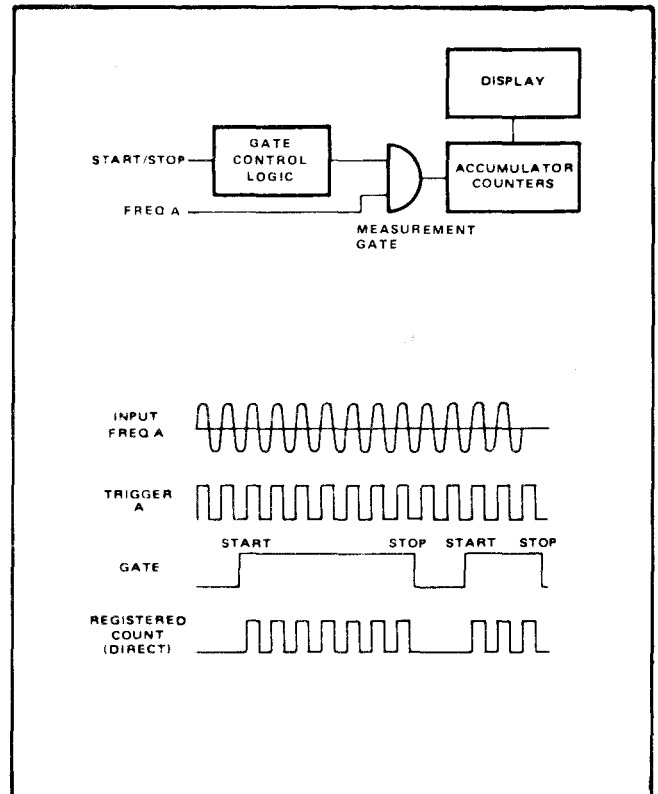 DISPLAY
START/STOP
GATE
CONTROL
LOGIC
ACCUMULATOR
COUNTERS
FREQ A
MEASUREMENT
GATE
INPUT
FREQ A
TRIGGER
A
START STOP START STOP
GATE
REGISTERED
COUNT
(DIRECT)